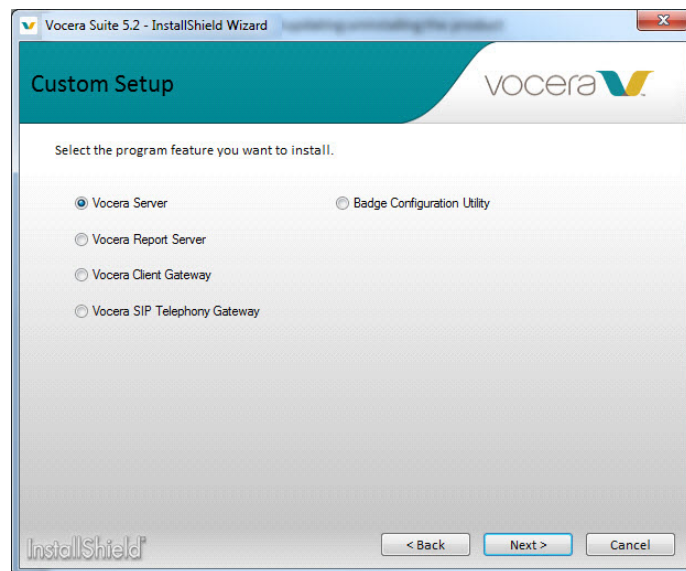 Vocera Suite 5.2 - InstallShield Wizard
Custom Setup
vocera
Select the program feature you want to install.
Vocera Server
Badge Configuration Utility
Vocera Report Server
Vocera Client Gateway
Vocera SIP Telephony Gateway
InstallShield
< Back
Next >
Cancel